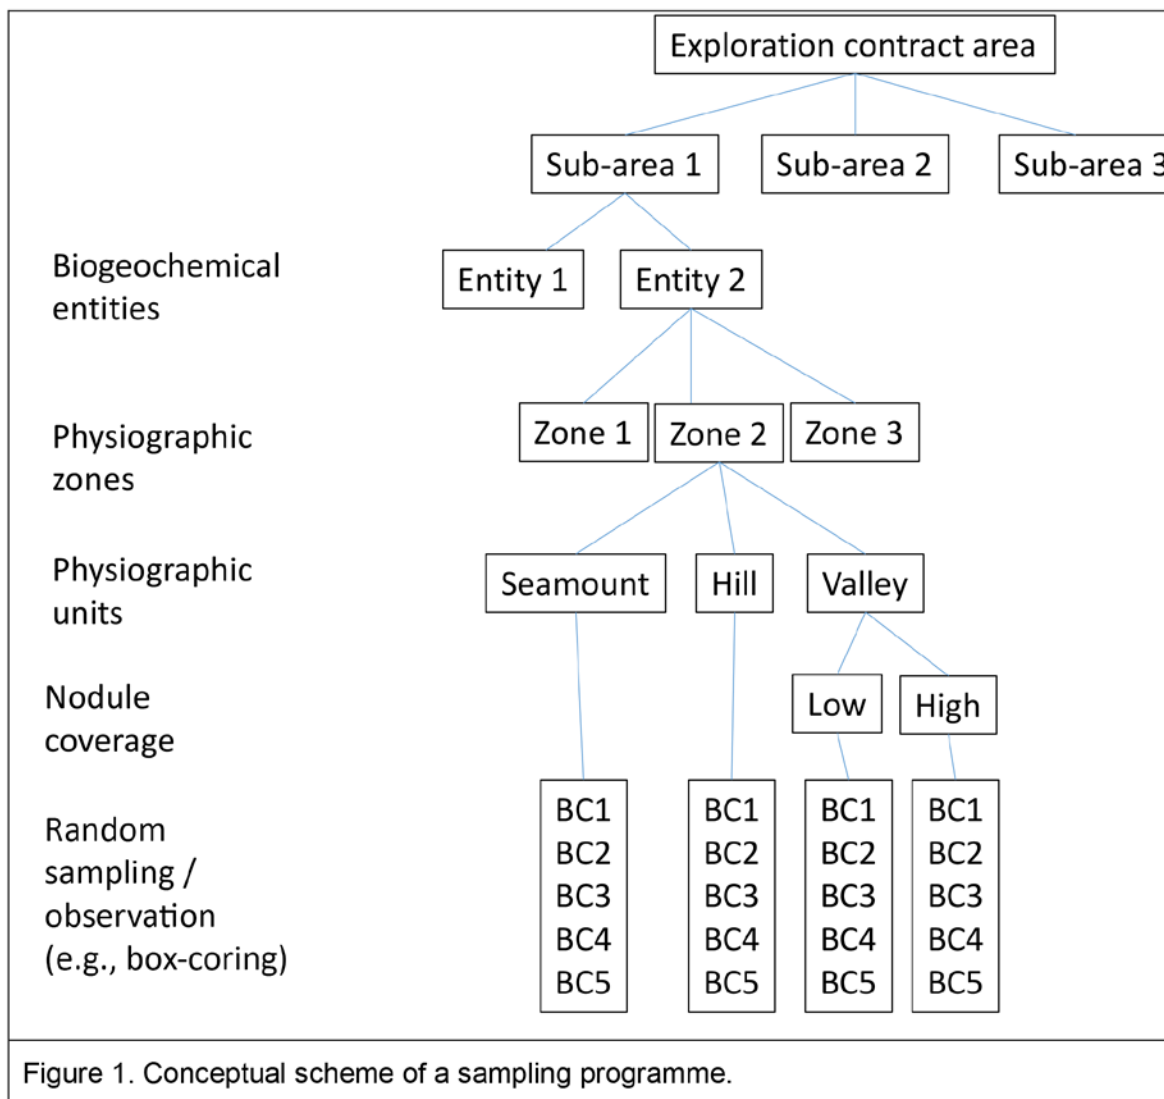 Exploration contract area
Sub-area 1
Sub-area 2
Sub-area 3
Biogeochemical
entities
Entity 1
Entity 2
Physiographic
zones
Zone 1
Zone 2
Zone 3
Physiographic
units
Seamount
Hill
Valley
Nodule
coverage
Low
High
Random
sampling /
observation
(e.g., box-coring)
BC1
BC2
BC3
BC4
BC5
BC1
BC2
BC3
BC4
BC5
BC1
BC2
BC3
BC4
BC5
BC1
BC2
BC3
BC4
BC5
Figure 1. Conceptual scheme of a sampling programme.